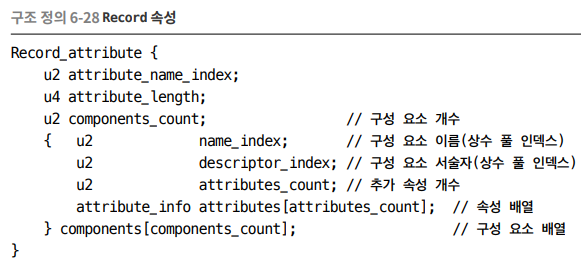 구조 정의 6-28 Record 속성
Record_attribute {
    u2 attribute_name_index;
    u4 attribute_length;
    u2 components_count;                // 구성 요소 개수
    {   u2            name_index;       // 구성 요소 이름(상수 풀 인덱스)
        u2            descriptor_index; // 구성 요소 서술자(상수 풀 인덱스)
        u2            attributes_count; // 추가 속성 개수
        attribute_info attributes[attributes_count];  // 속성 배열
    } components[components_count];                   // 구성 요소 배열
}